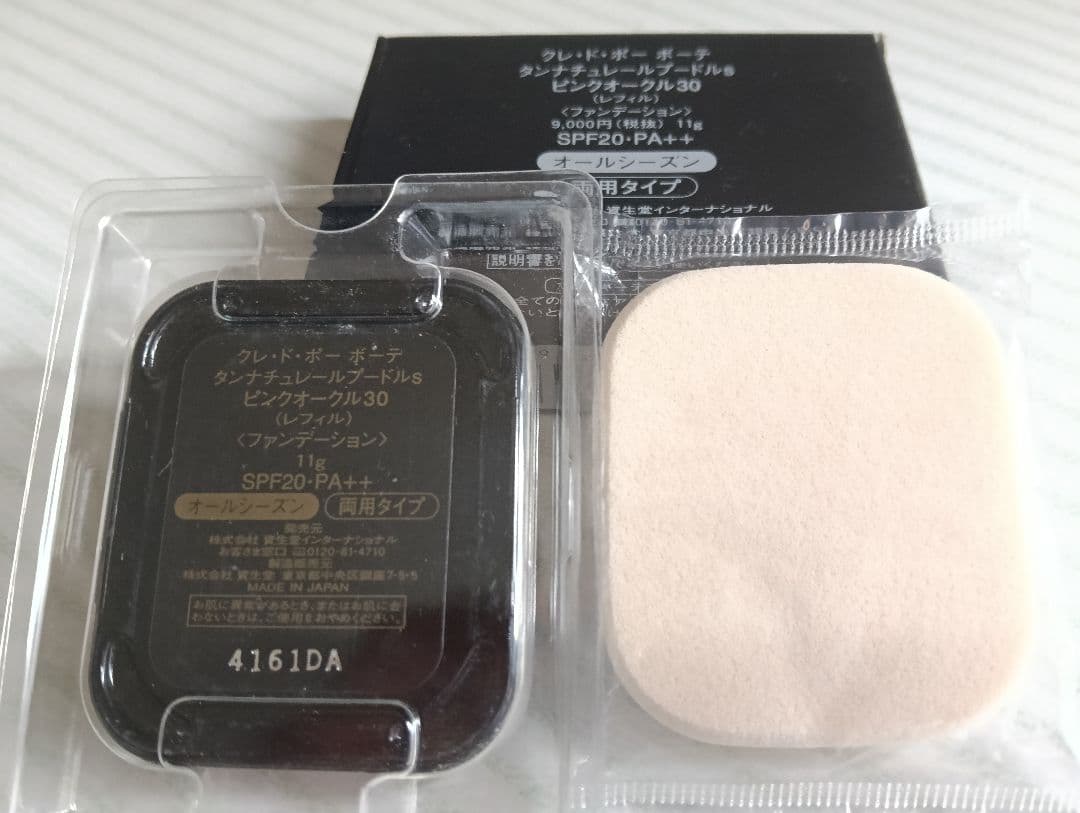 クレ・ド・ポー ボーテ
タンナチュレールプードルs
ピンクオークル30
(レフィル)
〈ファンデーション〉
9,000円(税抜) 11g
SPF20・PA++
オールシーズン
両用タイプ
資生堂インターナショナル
0120-81-4710
説明書を
全ての
クレ・ド・ポー ボーテ
タンナチュレールプードルs
ピンクオークル30
(レフィル)
〈ファンデーション〉
11g
SPF20・PA++
オールシーズン 両用タイプ
発売元
株式会社 資生堂インターナショナル
お客さま窓口 0120-81-4710
製造販売元
株式会社 資生堂 東京都中央区銀座7-5-5
MADE IN JAPAN
お肌に異常があるとき、またはお肌に合
わないときは、ご使用をおやめください。
4161DA